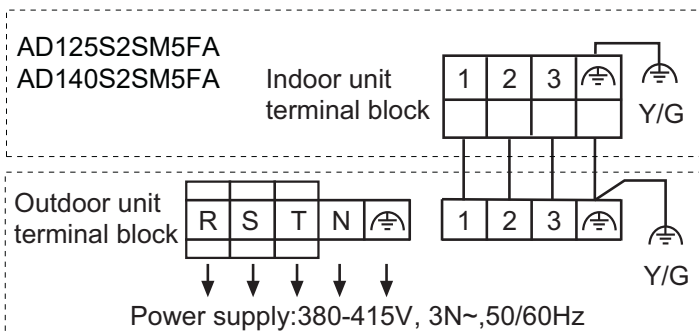 AD125S2SM5FA
AD140S2SM5FA
Indoor unit
terminal block
1 2 3
Y/G
Outdoor unit
terminal block
R S T N
1 2 3
Y/G
Power supply:380-415V, 3N~,50/60Hz